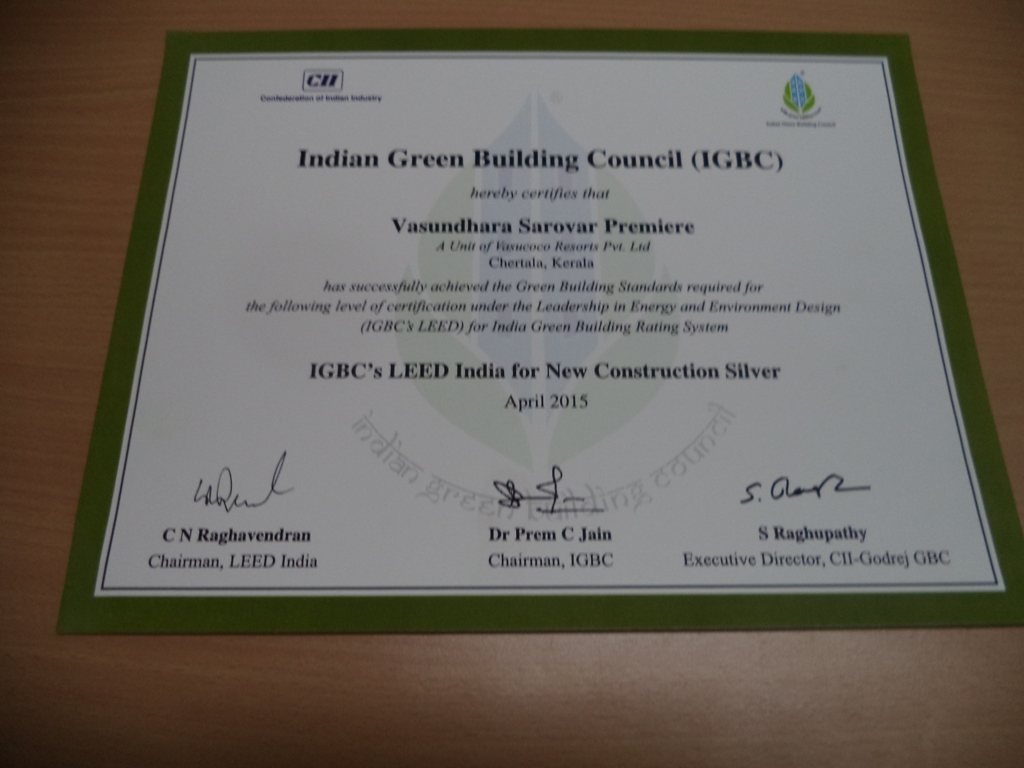 CII
Confederation of Indian Industry
Indian Green Building Council
Indian Green Building Council (IGBC)
hereby certifies that
Vasundhara Sarovar Premiere
A Unit of Vasucoco Resorts Pvt. Ltd
Chertala, Kerala
has successfully achieved the Green Building Standards required for
the following level of certification under the Leadership in Energy and Environment Design
(IGBC's LEED) for India Green Building Rating System
IGBC's LEED India for New Construction Silver
April 2015
indian green building council
S. 
C N Raghavendran
Dr Prem C Jain
S Raghupathy
Chairman, LEED India
Chairman, IGBC
Executive Director, CII-Godrej GBC